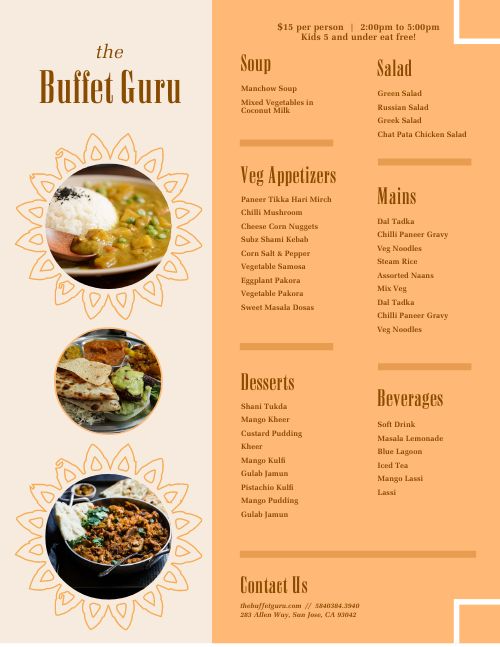 the
Buffet Guru
$15 per person | 2:00pm to 5:00pm
Kids 5 and under eat free!
Soup
Manchow Soup
Mixed Vegetables in
Coconut Milk
Veg Appetizers
Paneer Tikka Hari Mirch
Chilli Mushroom
Cheese Corn Nuggets
Subz Shami Kebah
Corn Salt & Pepper
Vegetable Samosa
Eggplant Pakora
Vegetable Pakora
Sweet Masala Dosas
Desserts
Shani Tukda
Mango Kheer
Custard Pudding
Kheer
Mango Kulfi
Gulab Jamun
Pistachio Kulfi
Mango Pudding
Gulab Jamun
Salad
Green Salad
Russian Salad
Greek Salad
Chat Pata Chicken Salad
Mains
Dal Tadka
Chilli Paneer Gravy
Veg Noodles
Steam Rice
Assorted Naans
Mix Veg
Dal Tadka
Chilli Paneer Gravy
Veg Noodles
Beverages
Soft Drink
Masala Lemonade
Blue Lagoon
Iced Tea
Mango Lassi
Lassi
Contact Us
thebuffetguru.com // 5840384.3940
283 Allen Way, San Jose, CA 93042